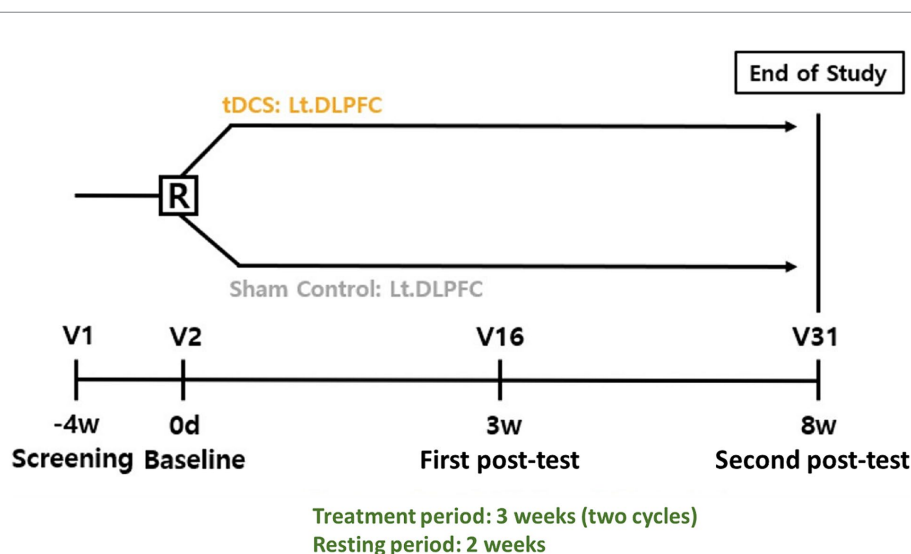 End of Study
tDCS: Lt.DLPFC
R
Sham Control: Lt.DLPFC
V1 V2 V16 V31
-4w 0d 3w 8w
Screening Baseline First post-test Second post-test
Treatment period: 3 weeks (two cycles)
Resting period: 2 weeks